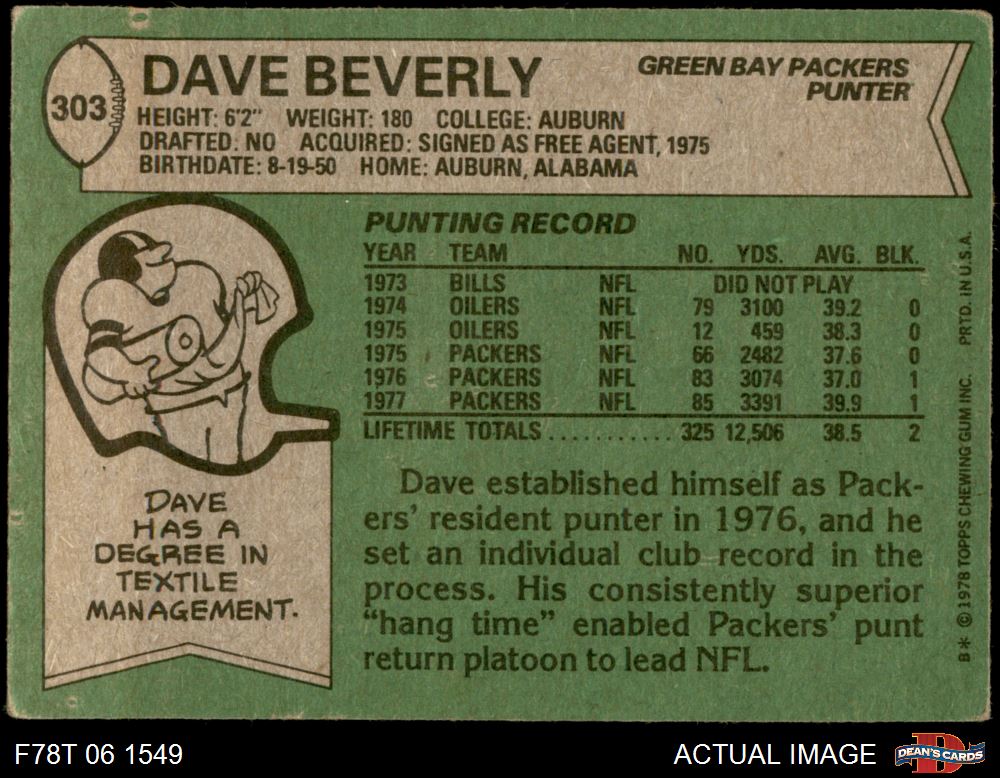 303
DAVE BEVERLY
GREEN BAY PACKERS
PUNTER
HEIGHT: 6'2" WEIGHT: 180 COLLEGE: AUBURN
DRAFTED: NO ACQUIRED: SIGNED AS FREE AGENT, 1975
BIRTHDATE: 8-19-50 HOME: AUBURN, ALABAMA
PUNTING RECORD
YEAR TEAM NO. YDS. AVG. BLK.
1973 BILLS NFL DID NOT PLAY
1974 OILERS NFL 79 3100 39.2 0
1975 OILERS NFL 12 459 38.3 0
1975 PACKERS NFL 66 2482 37.6 0
1976 PACKERS NFL 83 3074 37.0 1
1977 PACKERS NFL 85 3391 39.9 1
LIFETIME TOTALS ........... 325 12,506 38.5 2
DAVE
HAS A
DEGREE IN
TEXTILE
MANAGEMENT.
Dave established himself as Pack-
ers' resident punter in 1976, and he
set an individual club record in the
process. His consistently superior
"hang time" enabled Packers' punt
return platoon to lead NFL.
B* © 1978 TOPPS CHEWING GUM INC. PRTD. IN U.S.A.
F78T 06 1549
ACTUAL IMAGE
DEAN'S CARDS